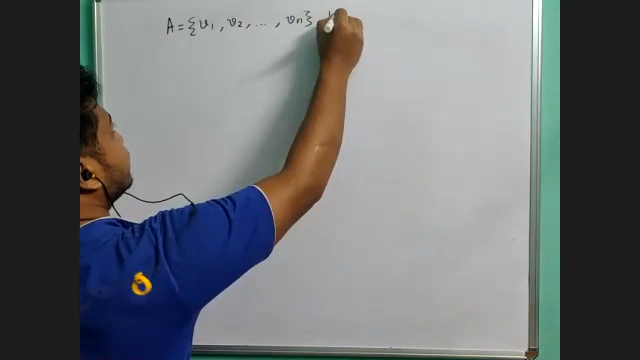 A = {v₁, v₂, ..., vₙ}